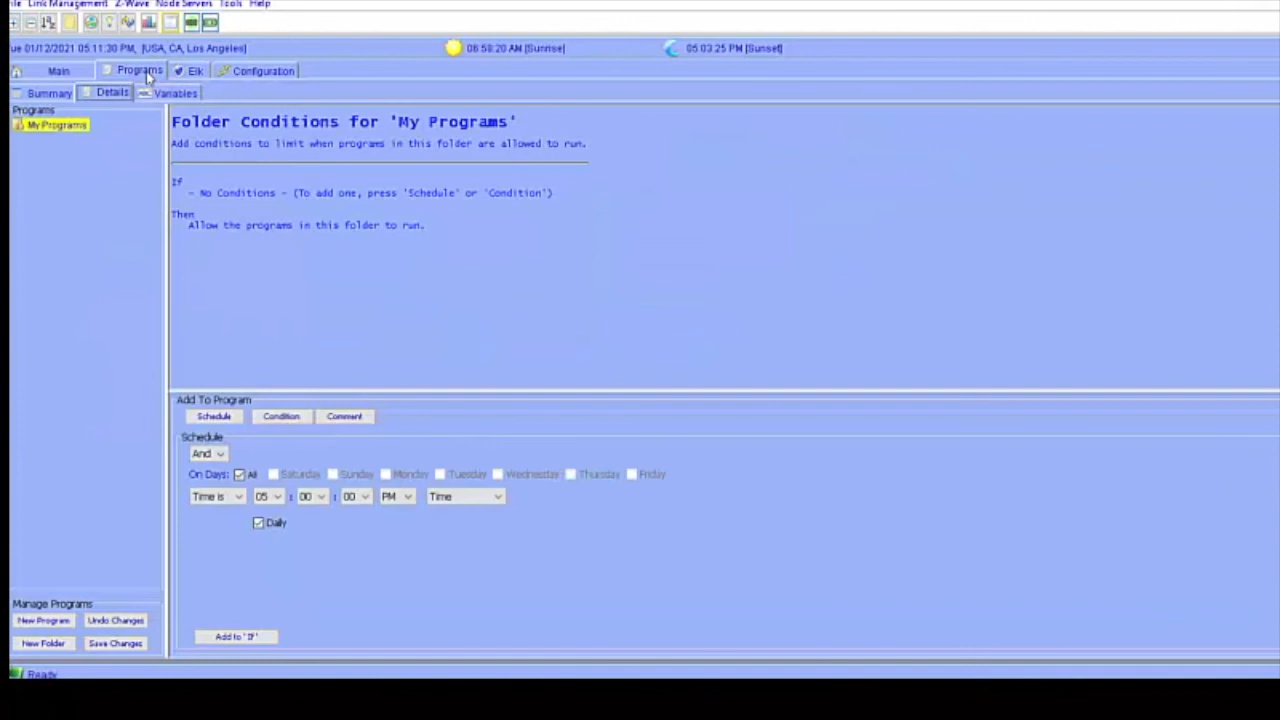 Link Management Z-Wave Node Servers Tools Help
01/12/2021 05:11:30 PM, [USA, CA, Los Angeles] 06:58:20 AM [Sunrise] 05:03:25 PM [Sunset]
Main Programs Elk Configuration
Summary Details Variables
Programs
My Programs
Folder Conditions for 'My Programs'
Add conditions to limit when programs in this folder are allowed to run.
If
- No Conditions - (To add one, press 'Schedule' or 'Condition')
Then
Allow the programs in this folder to run.
Add To Program
Schedule Condition Comment
Schedule
And
On Days: All Saturday Sunday Monday Tuesday Wednesday Thursday Friday
Time is 05 : 00 : 00 PM Time
Daily
Manage Programs
New Program Undo Changes
New Folder Save Changes
Add to 'If'
Ready